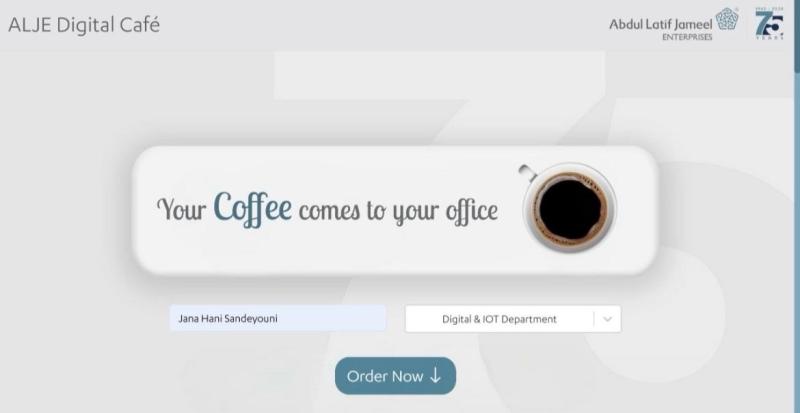 ALJE Digital Café
Abdul Latif Jameel
ENTERPRISES
75
YEARS
Your Coffee comes to your office
Jana Hani Sandeyouni
Digital & IOT Department
Order Now ↓